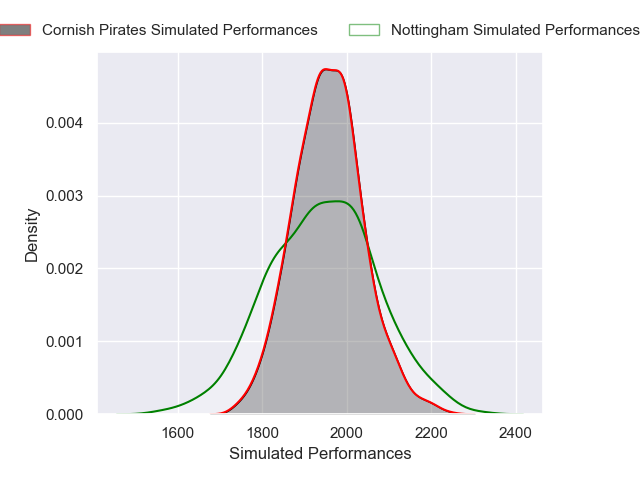 Cornish Pirates Simulated Performances
Nottingham Simulated Performances
Density
0.004
0.003
0.002
0.001
0.000
1600 1800 2000 2200 2400
Simulated Performances